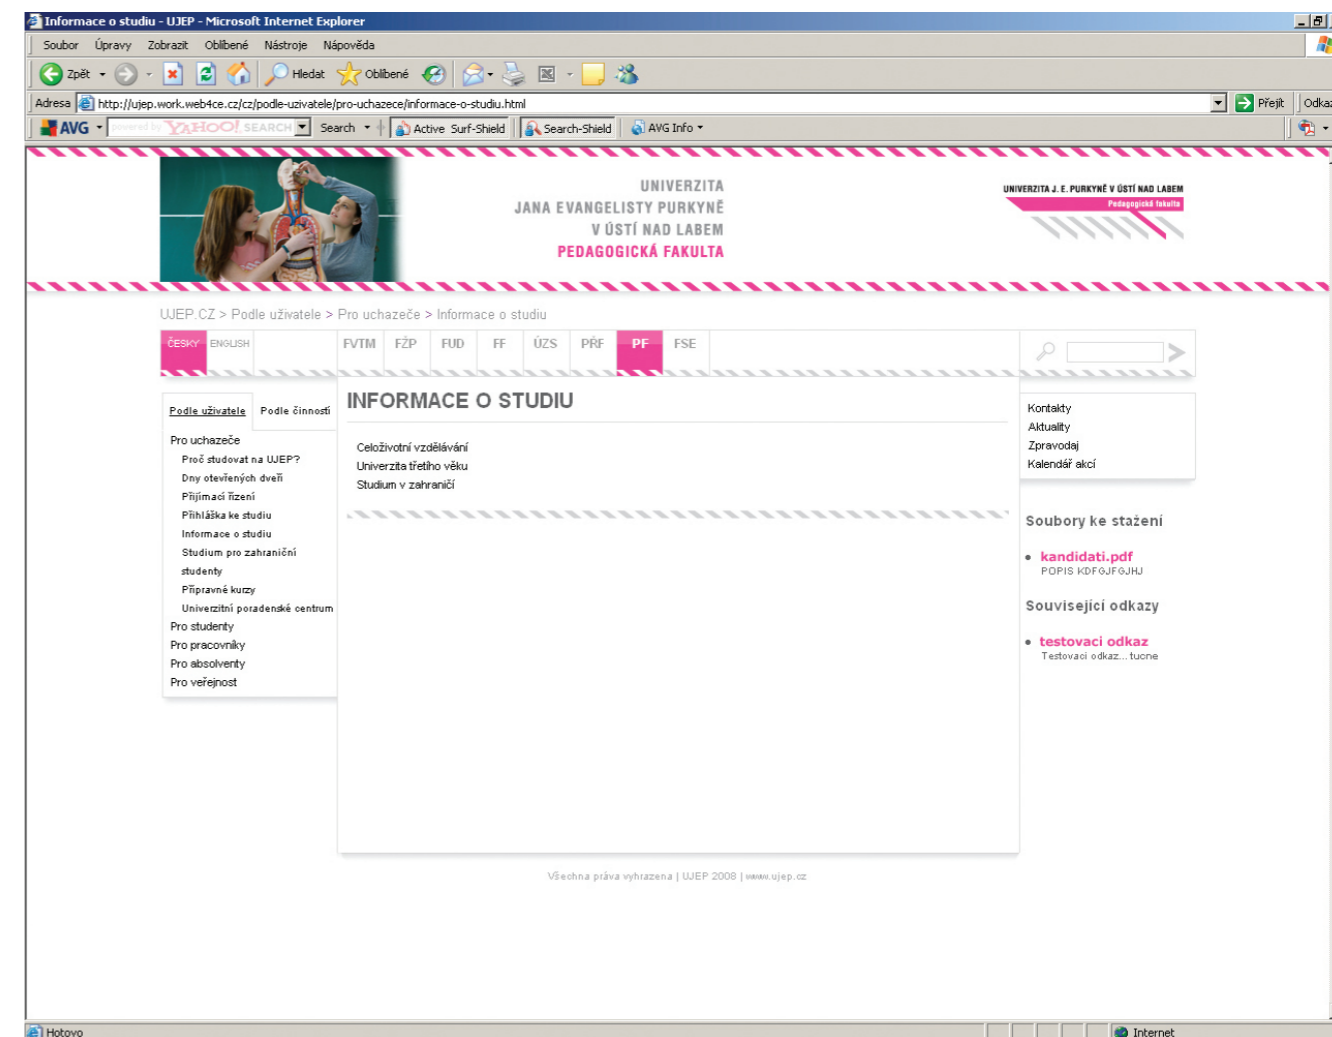 Informace o studiu - UJEP - Microsoft Internet Explorer
Soubor Úpravy Zobrazit Oblíbené Nástroje Nápověda
Zpět Hledat Oblíbené
Adresa http://ujep.work.web4ce.cz/cz/podle-uzivatele/pro-uchazece/informace-o-studiu.html Přejít Odkaz
AVG powered by YAHOO! SEARCH Search Active Surf-Shield Search-Shield AVG Info
UNIVERZITA
JANA EVANGELISTY PURKYNĚ
V ÚSTÍ NAD LABEM
PEDAGOGICKÁ FAKULTA
UNIVERZITA J. E. PURKYNĚ V ÚSTÍ NAD LABEM
Pedagogická fakulta
UJEP.CZ > Podle uživatele > Pro uchazeče > Informace o studiu
ČESKY ENGLISH FVTM FŽP FUD FF ÚZS PŘF PF FSE
Podle uživatele Podle činnosti
Pro uchazeče
Proč studovat na UJEP?
Dny otevřených dveří
Přijímací řízení
Přihláška ke studiu
Informace o studiu
Studium pro zahraniční
studenty
Přípravné kurzy
Univerzitní poradenské centrum
Pro studenty
Pro pracovníky
Pro absolventy
Pro veřejnost
INFORMACE O STUDIU
Celoživotní vzdělávání
Univerzita třetího věku
Studium v zahraničí
Kontakty
Aktuality
Zpravodaj
Kalendář akcí
Soubory ke stažení
kandidati.pdf
POPIS KDFGJFGJHJ
Související odkazy
testovaci odkaz
Testovaci odkaz... tucne
Všechna práva vyhrazena | UJEP 2008 | www.ujep.cz
Hotovo Internet